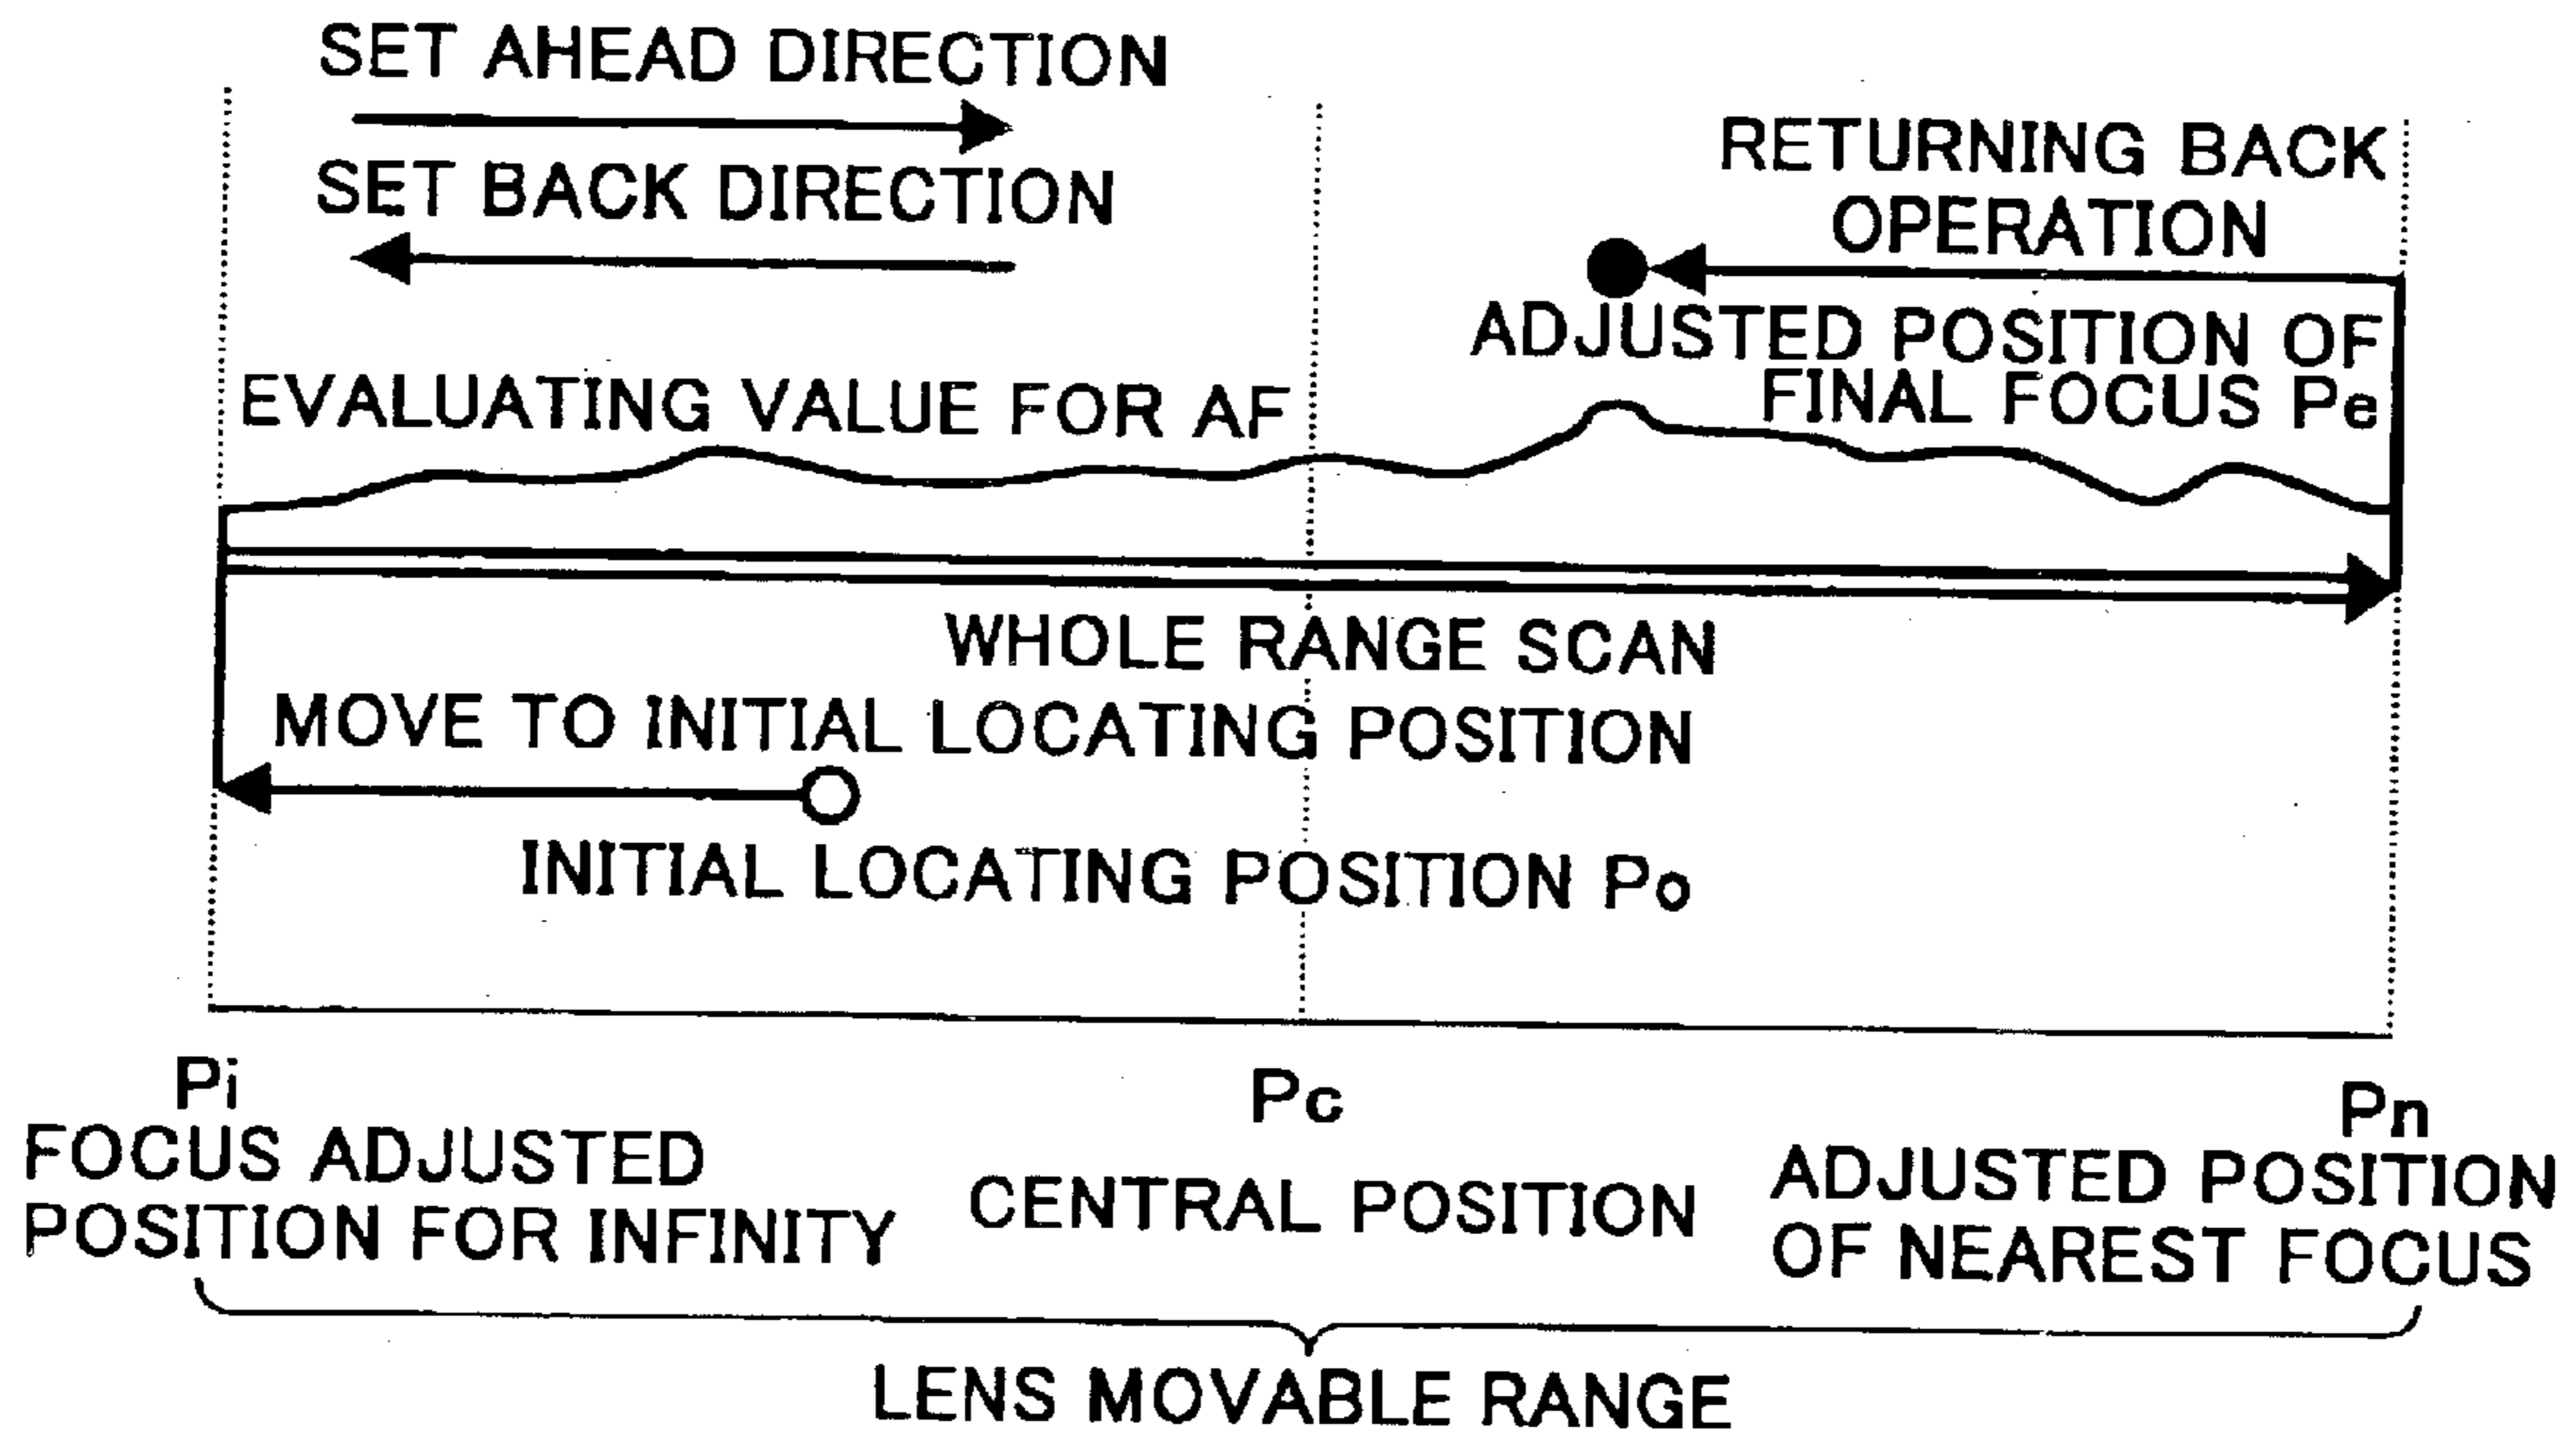 SET AHEAD DIRECTION
SET BACK DIRECTION
RETURNING BACK
OPERATION
ADJUSTED POSITION OF
FINAL FOCUS Pe
EVALUATING VALUE FOR AF
WHOLE RANGE SCAN
MOVE TO INITIAL LOCATING POSITION
INITIAL LOCATING POSITION Po
Pi
FOCUS ADJUSTED
POSITION FOR INFINITY
Pc
CENTRAL POSITION
Pn
ADJUSTED POSITION
OF NEAREST FOCUS
LENS MOVABLE RANGE